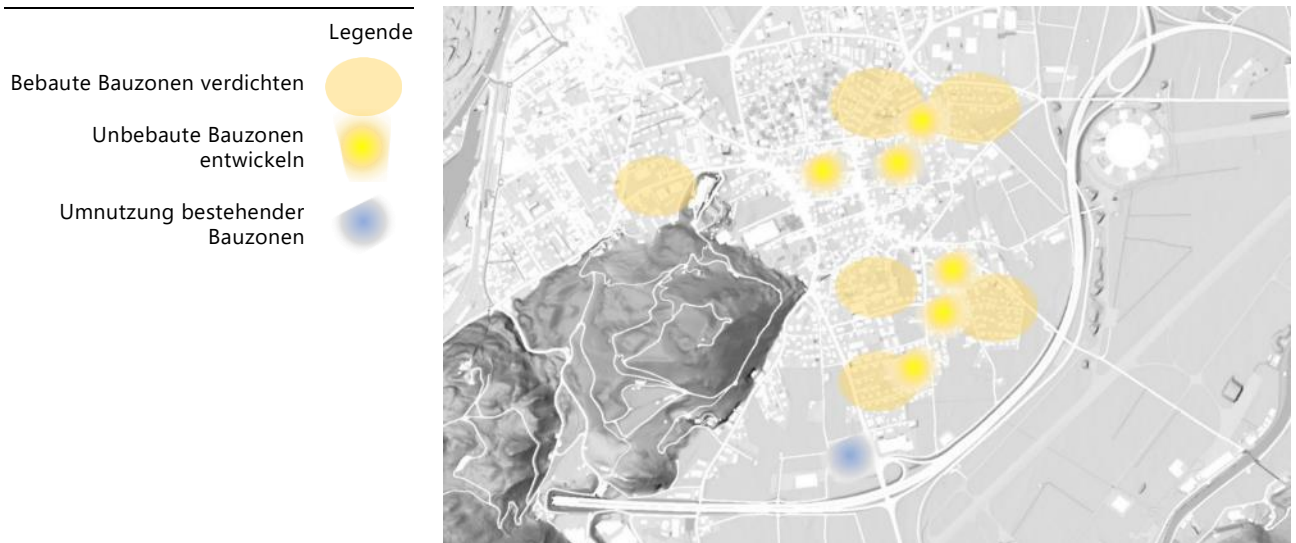 Legende
Bebaute Bauzonen verdichten
Unbebaute Bauzonen
entwickeln
Umnutzung bestehender
Bauzonen